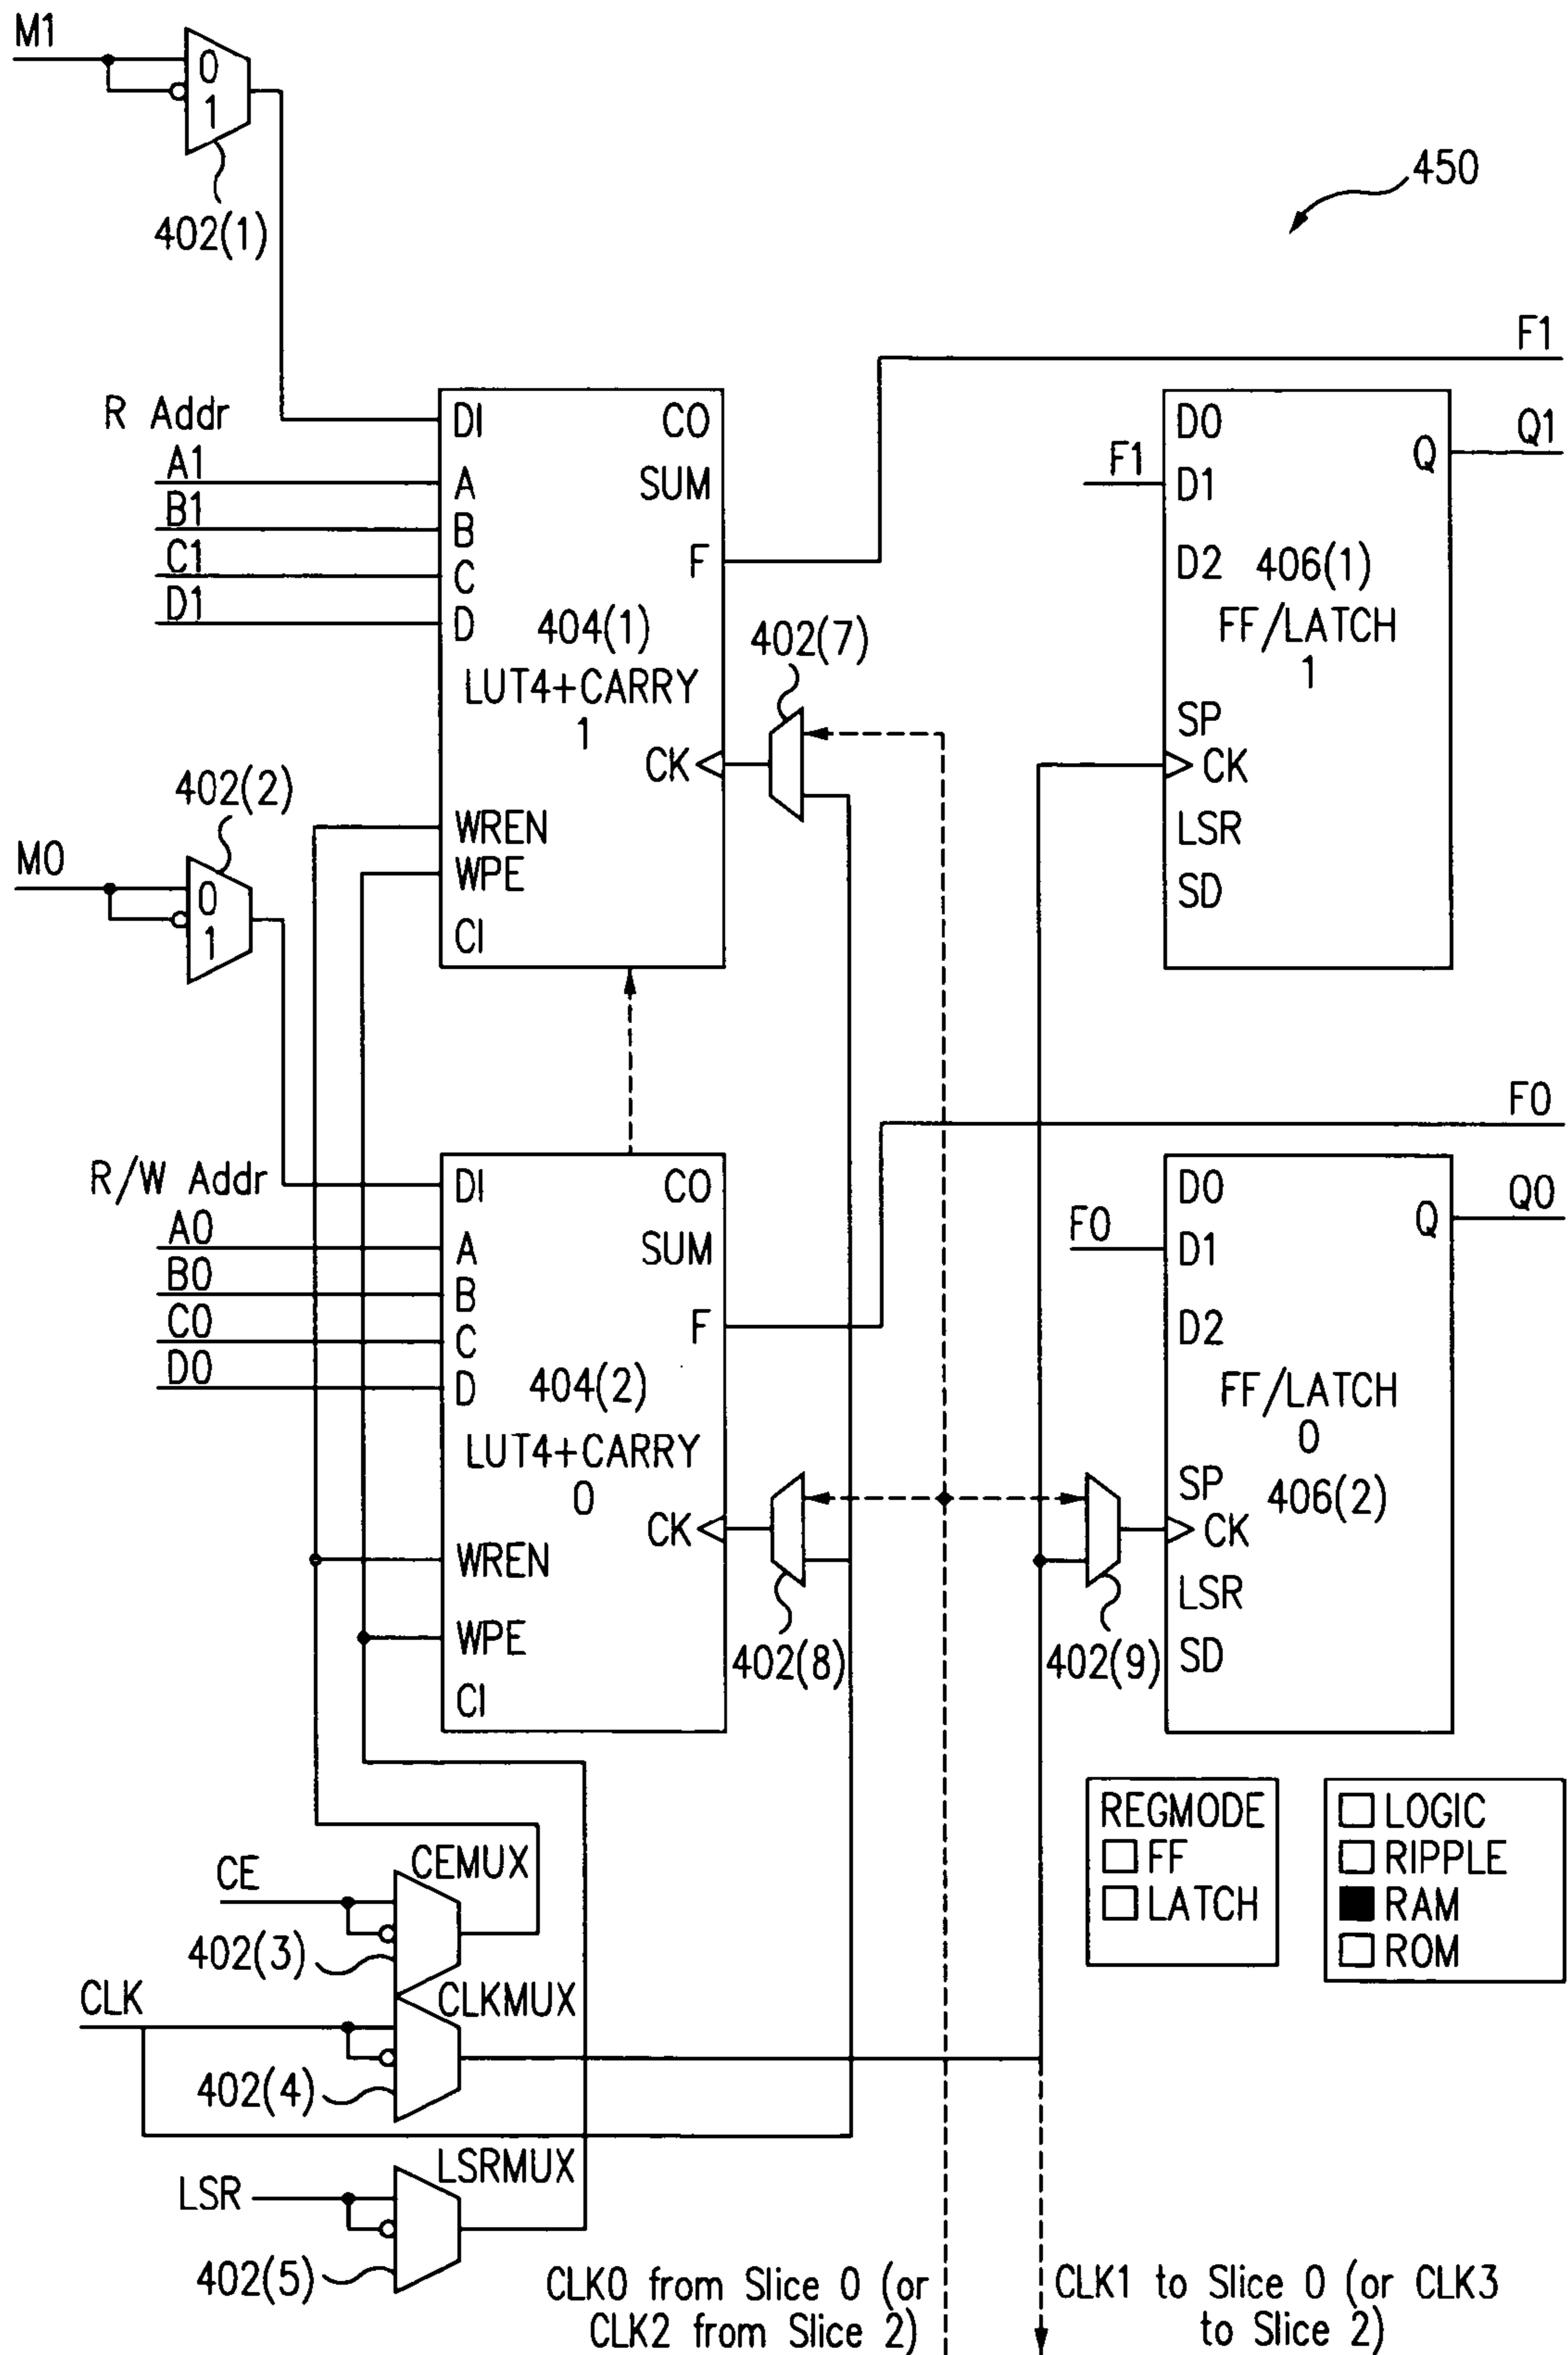 M1
0
1
402(1)
450
F1
R Addr
A1
B1
C1
D1
DI
A
B
C
D
CO
SUM
F
404(1)
LUT4+CARRY
1
CK
WREN
WPE
CI
402(7)
F1
D0
D1
D2
Q
Q1
406(1)
FF/LATCH
1
SP
CK
LSR
SD
402(2)
M0
0
1
F0
R/W Addr
A0
B0
C0
D0
DI
A
B
C
D
CO
SUM
F
404(2)
LUT4+CARRY
0
CK
WREN
WPE
CI
402(8)
402(9)
F0
D0
D1
D2
Q
Q0
FF/LATCH
0
406(2)
SP
CK
LSR
SD
REGMODE
FF
LATCH
LOGIC
RIPPLE
RAM
ROM
CE
CEMUX
402(3)
CLK
CLKMUX
402(4)
LSR
LSRMUX
402(5)
CLK0 from Slice 0 (or
CLK2 from Slice 2)
CLK1 to Slice 0 (or CLK3
to Slice 2)